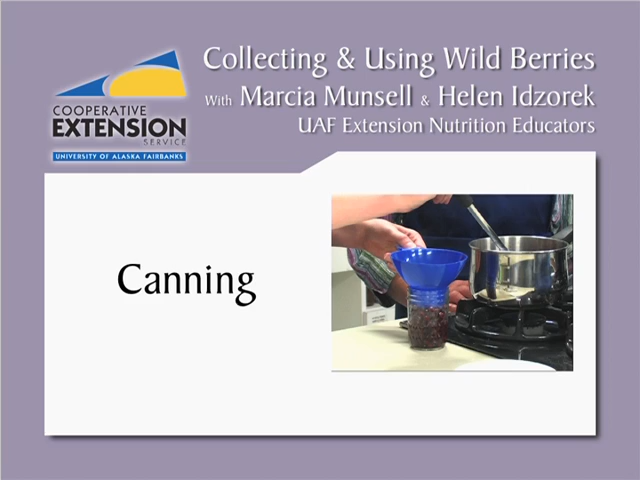 Collecting & Using Wild Berries
With Marcia Munsell & Helen Idzorek
UAF Extension Nutrition Educators
COOPERATIVE
EXTENSION
SERVICE
UNIVERSITY OF ALASKA FAIRBANKS
Canning